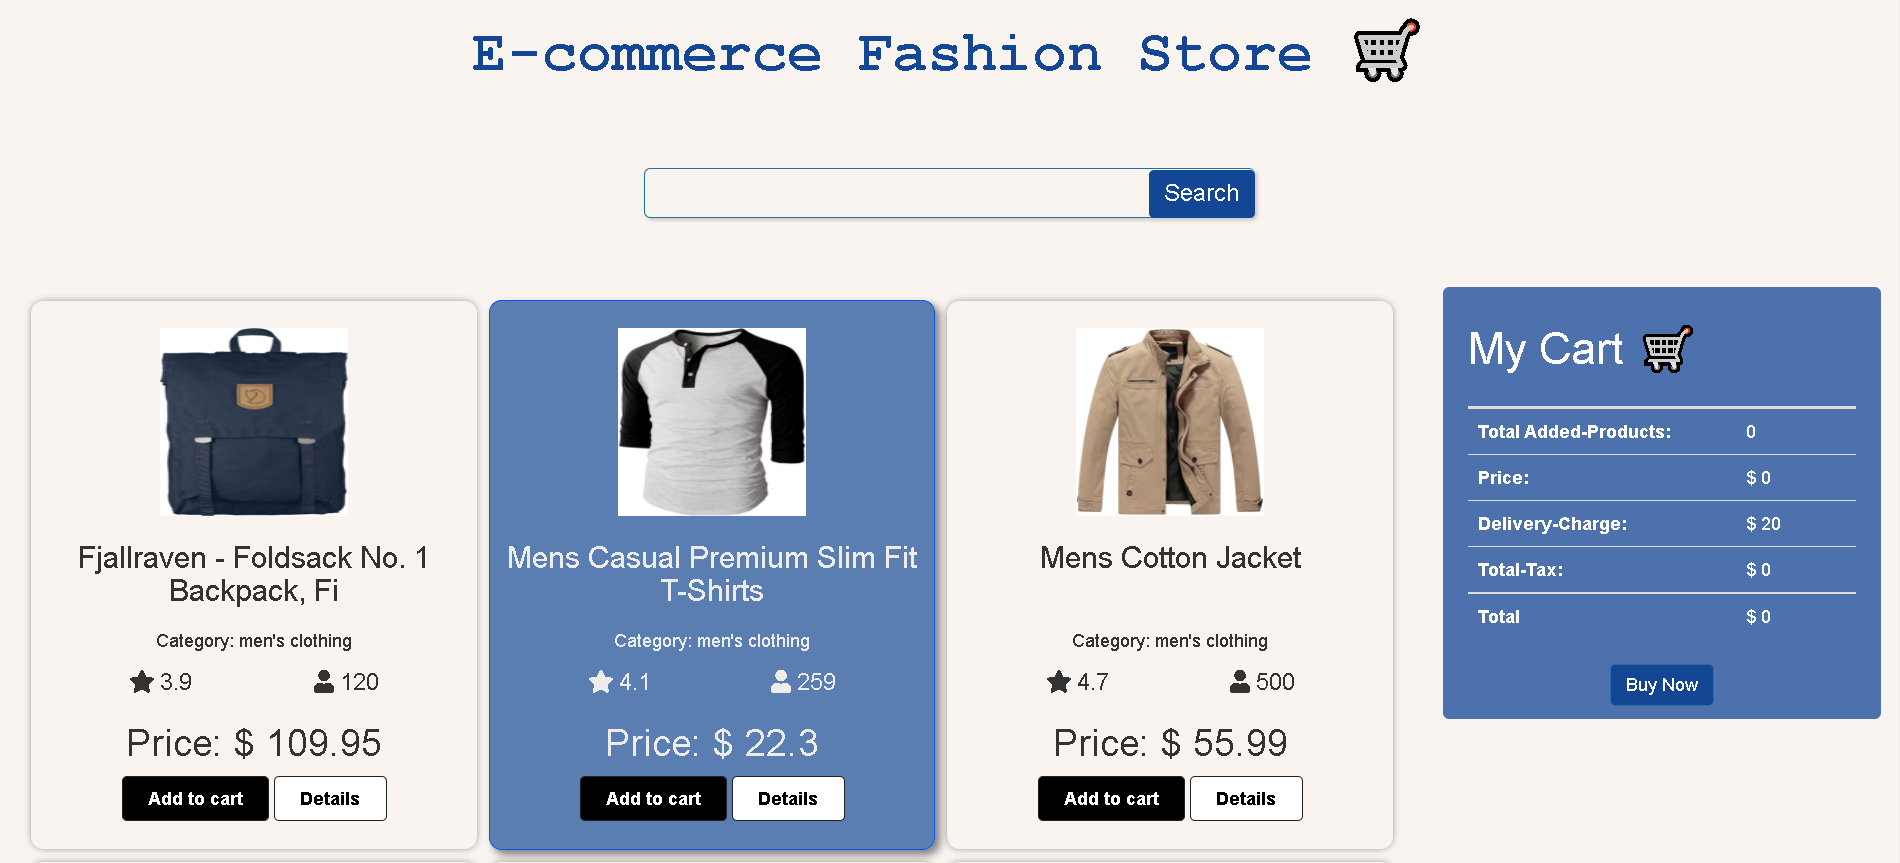 E-commerce Fashion Store
Search
Fjallraven - Foldsack No. 1
Backpack, Fi
Category: men's clothing
3.9 120
Price: $ 109.95
Add to cart Details
Mens Casual Premium Slim Fit
T-Shirts
Category: men's clothing
4.1 259
Price: $ 22.3
Add to cart Details
Mens Cotton Jacket
Category: men's clothing
4.7 500
Price: $ 55.99
Add to cart Details
My Cart
Total Added-Products: 0
Price: $ 0
Delivery-Charge: $ 20
Total-Tax: $ 0
Total $ 0
Buy Now